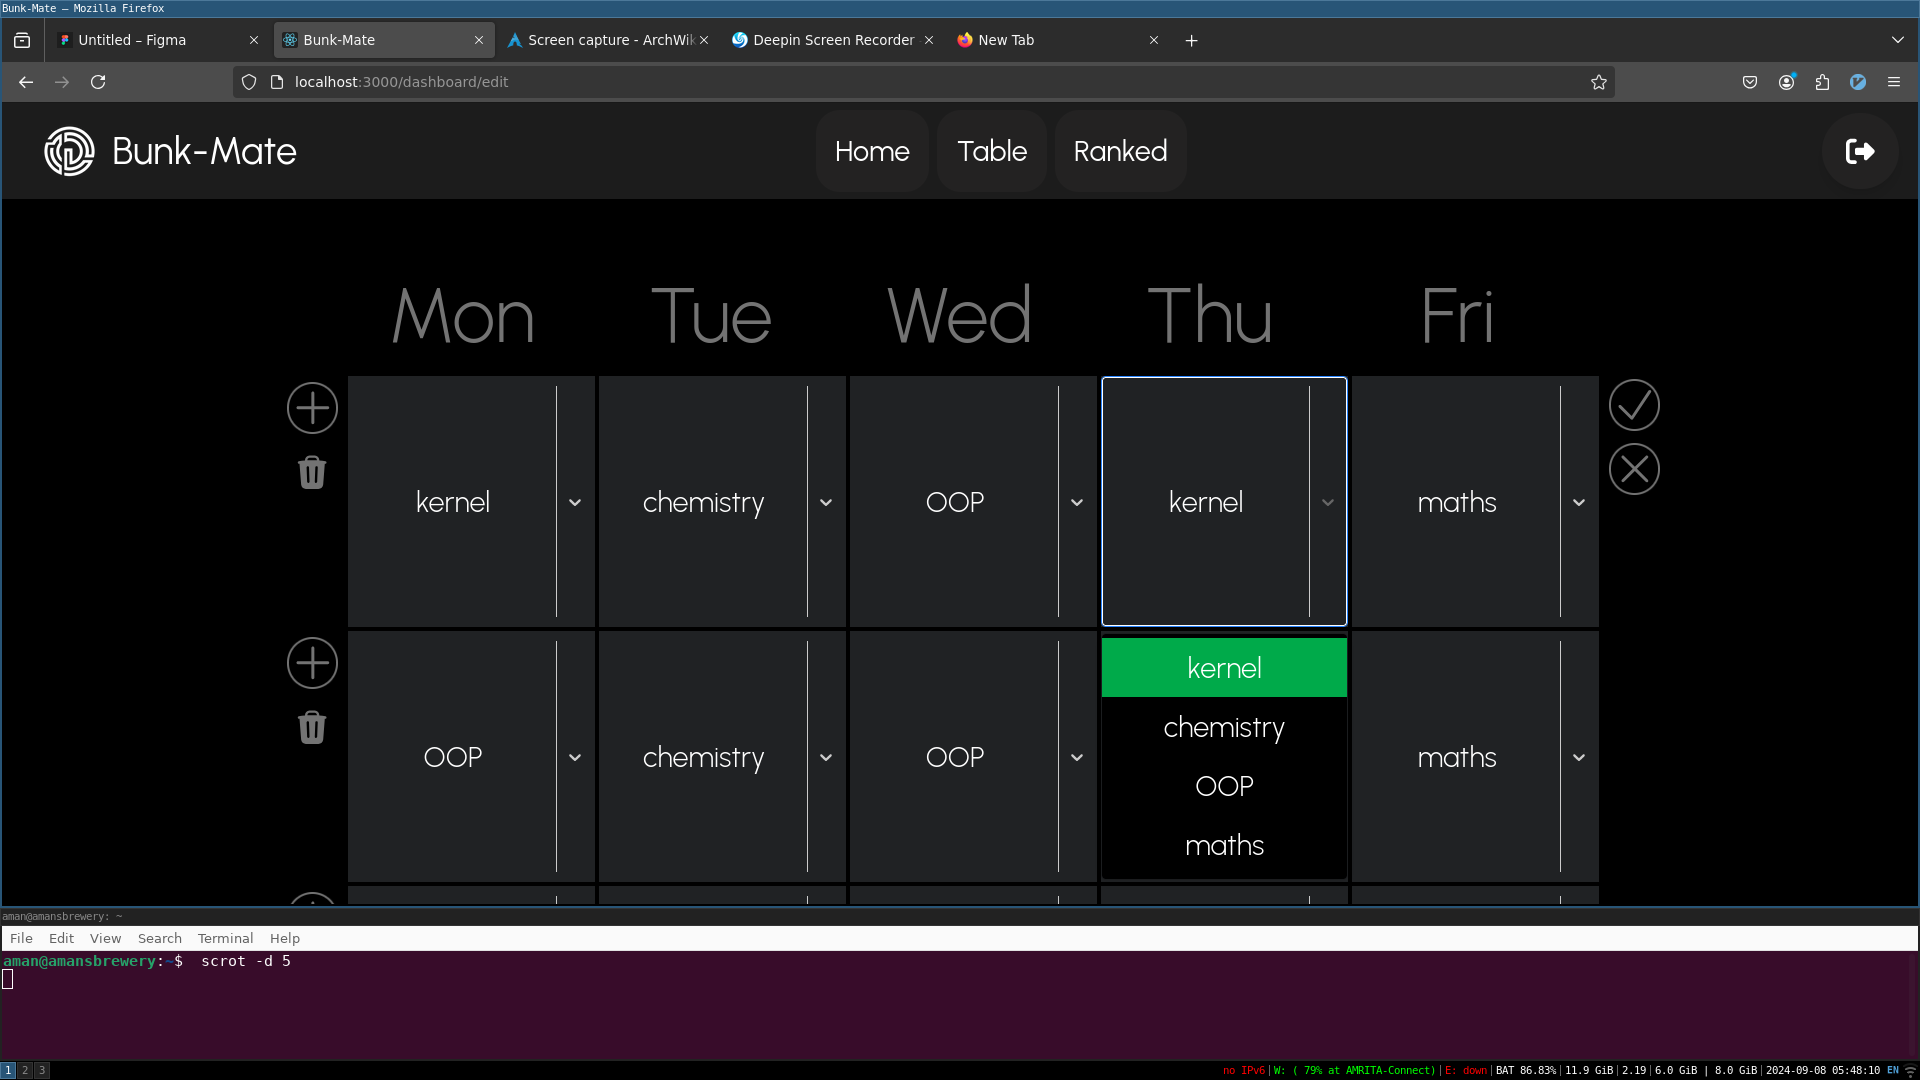 Bunk-Mate — Mozilla Firefox
Untitled – Figma
Bunk-Mate
Screen capture - ArchWik
Deepin Screen Recorder
New Tab
localhost:3000/dashboard/edit
Bunk-Mate
Home
Table
Ranked
Mon
Tue
Wed
Thu
Fri
kernel
chemistry
OOP
kernel
maths
OOP
chemistry
OOP
kernel
chemistry
OOP
maths
maths
aman@amansbrewery: ~
File Edit View Search Terminal Help
aman@amansbrewery:~$ scrot -d 5
1 2 3
no IPv6|W: ( 79% at AMRITA-Connect)|E: down|BAT 86.83%|11.9 GiB|2.19|6.0 GiB | 8.0 GiB|2024-09-08 05:48:10 EN